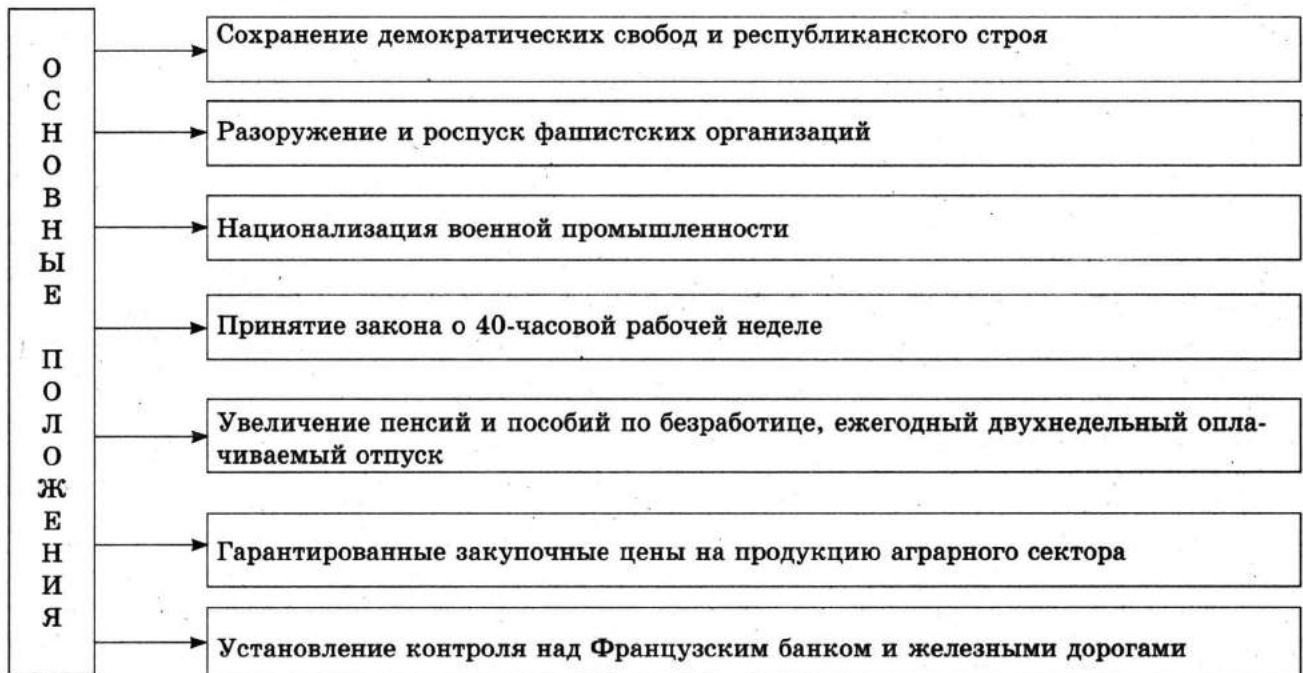 ОСНОВНЫЕ ПОЛОЖЕНИЯ
Сохранение демократических свобод и республиканского строя
Разоружение и роспуск фашистских организаций
Национализация военной промышленности
Принятие закона о 40-часовой рабочей неделе
Увеличение пенсий и пособий по безработице, ежегодный двухнедельный опла-
чиваемый отпуск
Гарантированные закупочные цены на продукцию аграрного сектора
Установление контроля над Французским банком и железными дорогами